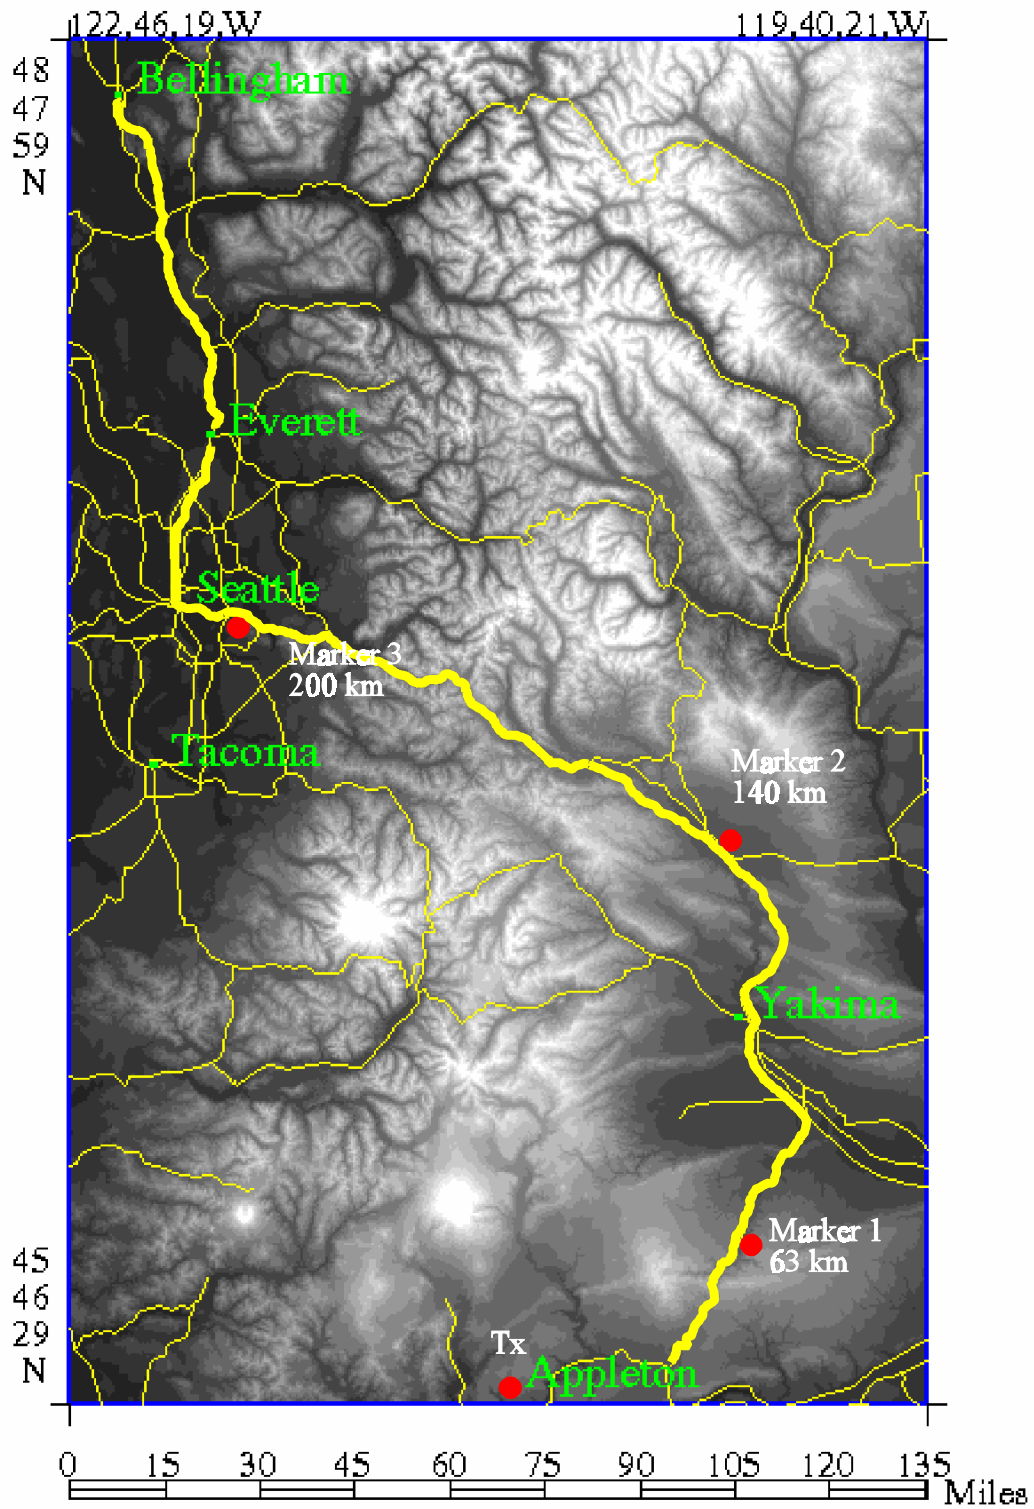 122,46,19,W
119,40,21,W
48
47
59
N
Bellingham
Everett
Seattle
Marker 3
200 km
Tacoma
Marker 2
140 km
Yakima
Marker 1
63 km
45
46
29
N
Tx
Appleton
0 15 30 45 60 75 90 105 120 135
Miles